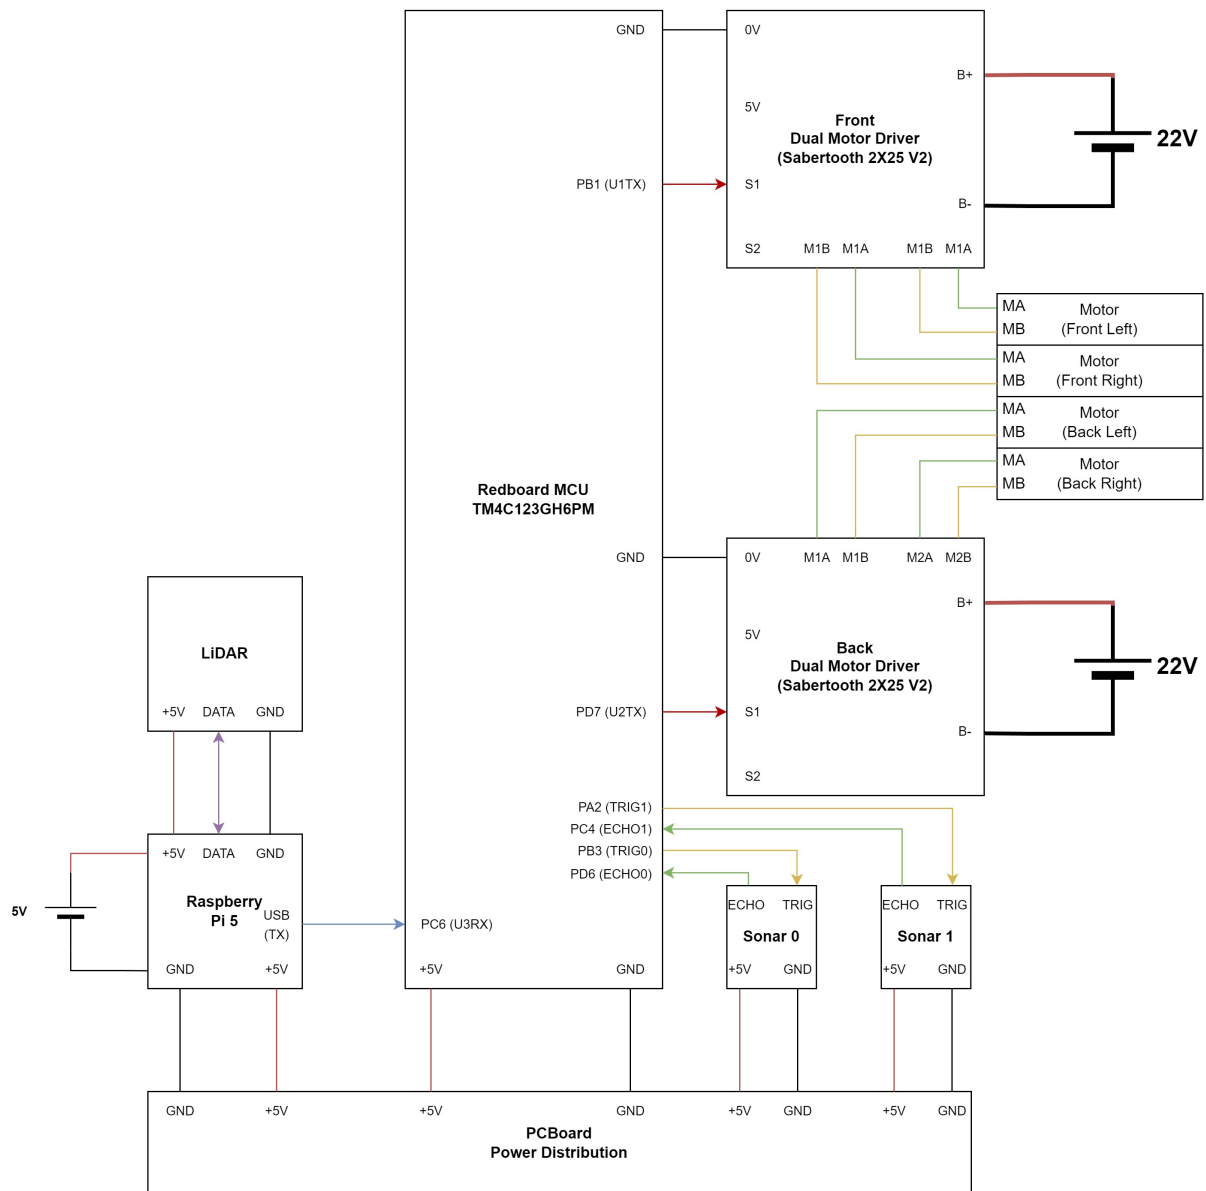 GND
0V
B+
5V
Front
Dual Motor Driver
(Sabertooth 2X25 V2)
22V
PB1 (U1TX)
S1
B-
S2
M1B
M1A
M1B
M1A
MA
Motor
MB
(Front Left)
MA
Motor
MB
(Front Right)
MA
Motor
MB
(Back Left)
MA
Motor
MB
(Back Right)
Redboard MCU
TM4C123GH6PM
GND
0V
M1A
M1B
M2A
M2B
B+
5V
Back
Dual Motor Driver
(Sabertooth 2X25 V2)
22V
PD7 (U2TX)
S1
B-
S2
LiDAR
+5V
DATA
GND
PA2 (TRIG1)
PC4 (ECHO1)
PB3 (TRIG0)
PD6 (ECHO0)
+5V
DATA
GND
5V
Raspberry
Pi 5
USB
(TX)
GND
+5V
PC6 (U3RX)
+5V
GND
ECHO
TRIG
Sonar 0
+5V
GND
ECHO
TRIG
Sonar 1
+5V
GND
GND
+5V
+5V
GND
+5V
GND
+5V
GND
PCBoard
Power Distribution